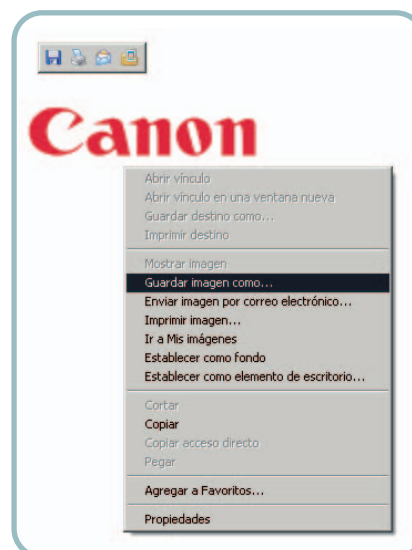 Canon
Abrir vínculo
Abrir vínculo en una ventana nueva
Guardar destino como...
Imprimir destino
Mostrar imagen
Guardar imagen como...
Enviar imagen por correo electrónico...
Imprimir imagen...
Ir a Mis imágenes
Establecer como fondo
Establecer como elemento de escritorio...
Cortar
Copiar
Copiar acceso directo
Pegar
Agregar a Favoritos...
Propiedades